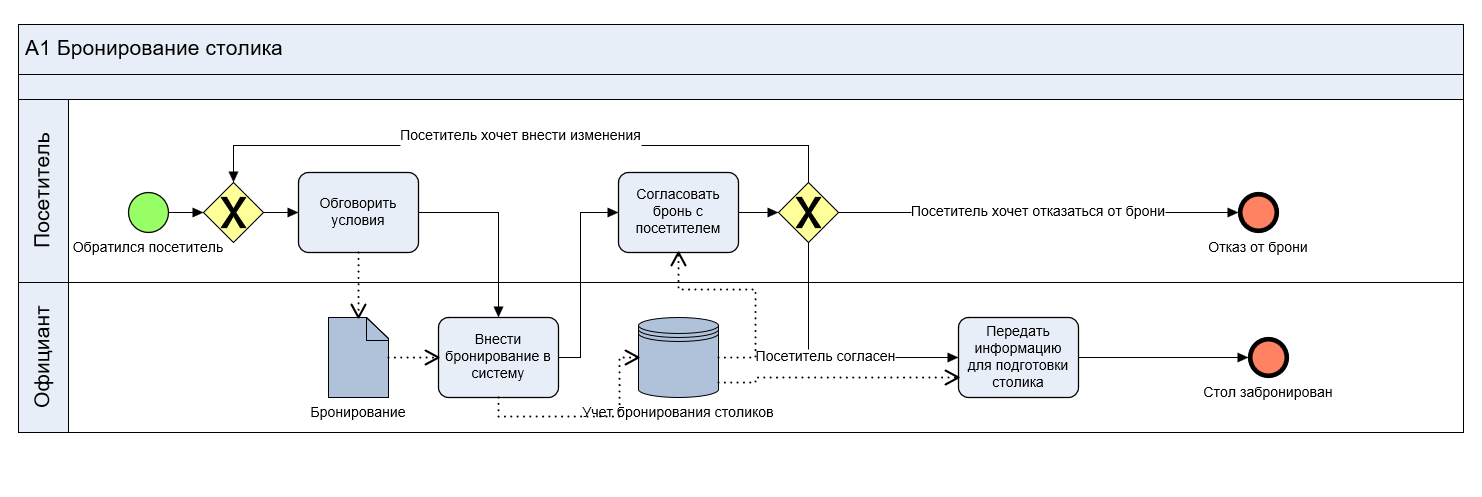 A1 Бронирование столика
Посетитель
Посетитель хочет внести изменения
Обратился посетитель
X
Обговорить
условия
Согласовать
бронь с
посетителем
X
Посетитель хочет отказаться от брони
Отказ от брони
Официант
Бронирование
Внести
бронирование в
систему
Учет бронирования столиков
Посетитель согласен
Передать
информацию
для подготовки
столика
Стол забронирован